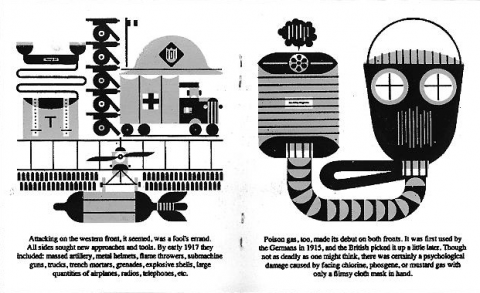 Attacking on the western front, it seemed, was a fool's errand.
All sides sought new approaches and tools. By early 1917 they
included: massed artillery, metal helmets, flame throwers, submachine
guns, trucks, trench mortars, grenades, explosive shells, large
quantities of airplanes, radios, telephones, etc.
Poison gas, too, made its debut on both fronts. It was first used by
the Germans in 1915, and the British picked it up a little later. Though
not as deadly as one might think, there was certainly a psychological
damage caused by facing chlorine, phosgene, or mustard gas with
only a flimsy cloth mask in hand.